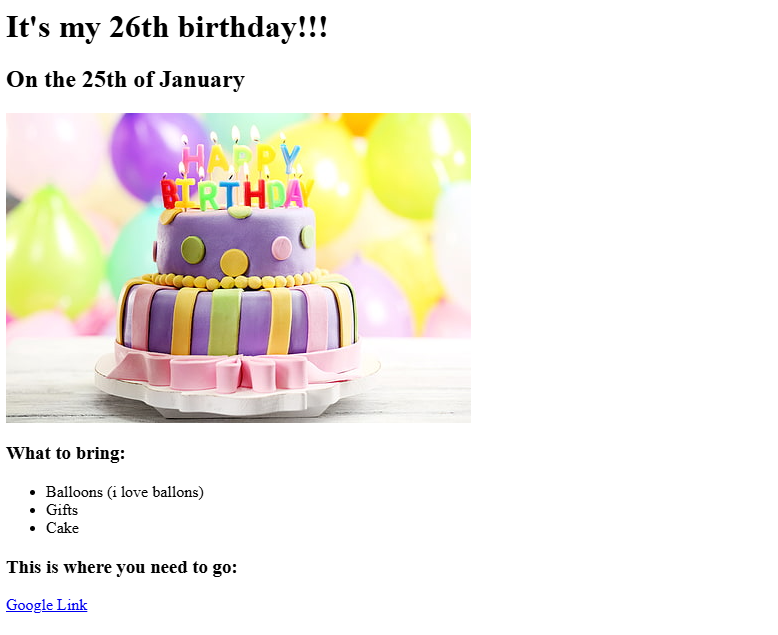 It's my 26th birthday!!!
On the 25th of January
HAPPY
BIRTHDAY
What to bring:
Balloons (i love ballons)
Gifts
Cake
This is where you need to go:
Google Link